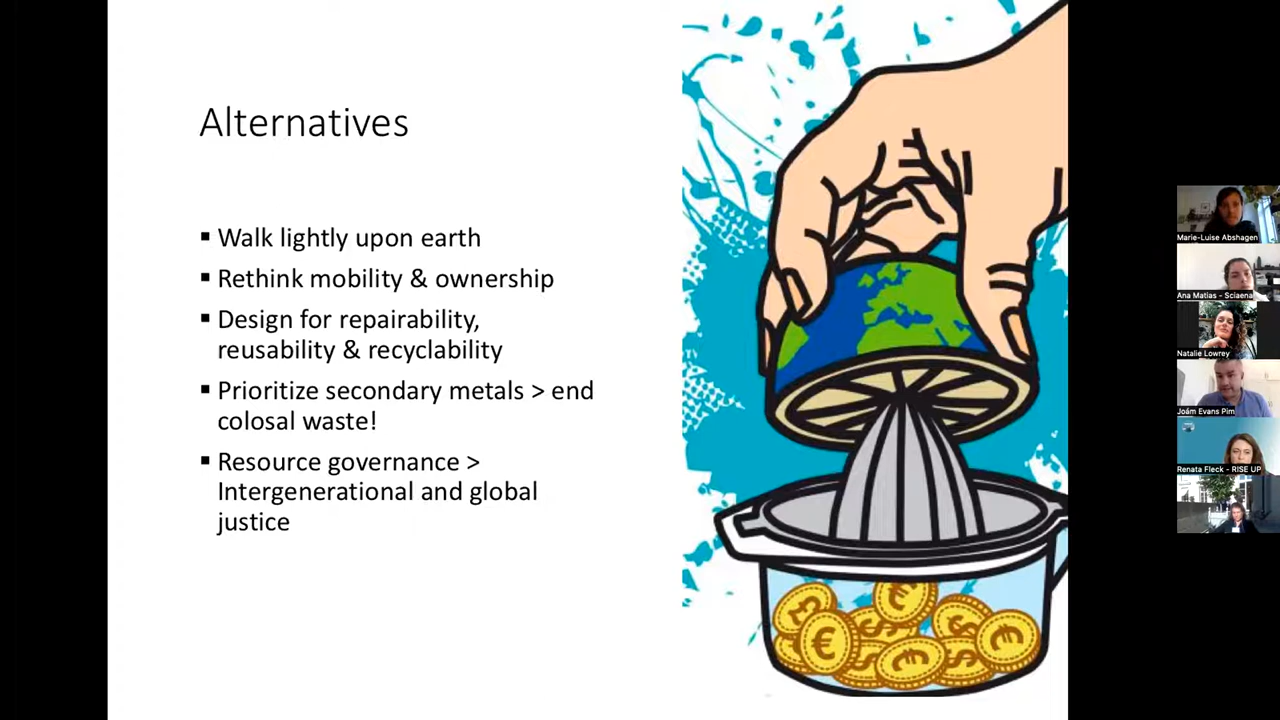 Alternatives
▪ Walk lightly upon earth
▪ Rethink mobility & ownership
▪ Design for repairability,
reusability & recyclability
▪ Prioritize secondary metals > end
colosal waste!
▪ Resource governance >
Intergenerational and global
justice
£ € $ € $ $ € $ €
Marie-Luise Abshagen
Ana Matias - Sciaena
Natalie Lowrey
Joám Evans Pim
Renata Fleck - RISE UP